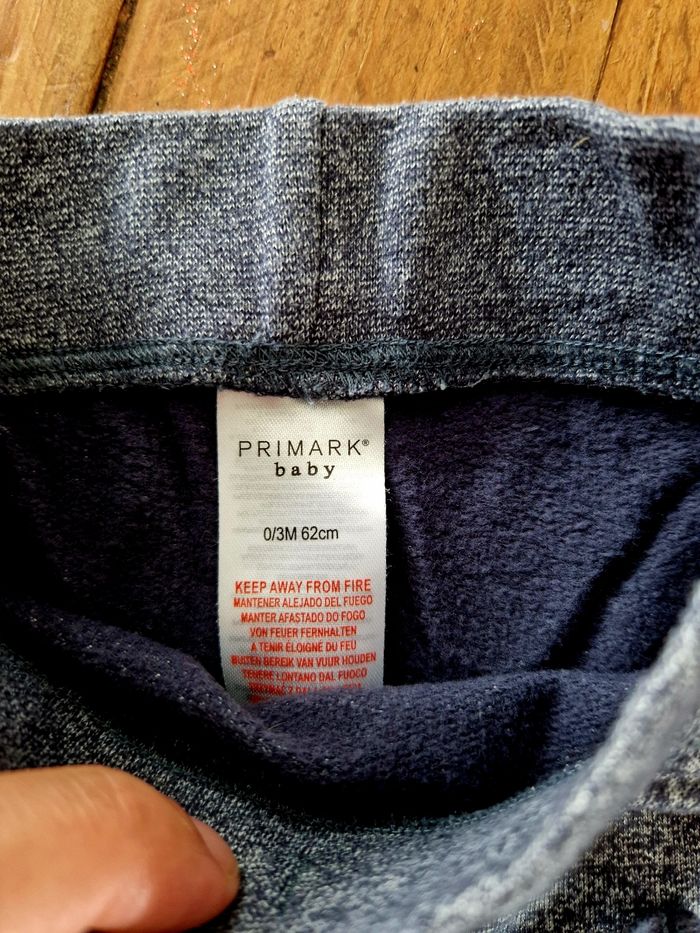 PRIMARK®
baby
0/3M 62cm
KEEP AWAY FROM FIRE
MANTENER ALEJADO DEL FUEGO
MANTER AFASTADO DO FOGO
VON FEUER FERNHALTEN
A TENIR ÉLOIGNÉ DU FEU
BUITEN BEREIK VAN VUUR HOUDEN
TENERE LONTANO DAL FUOCO